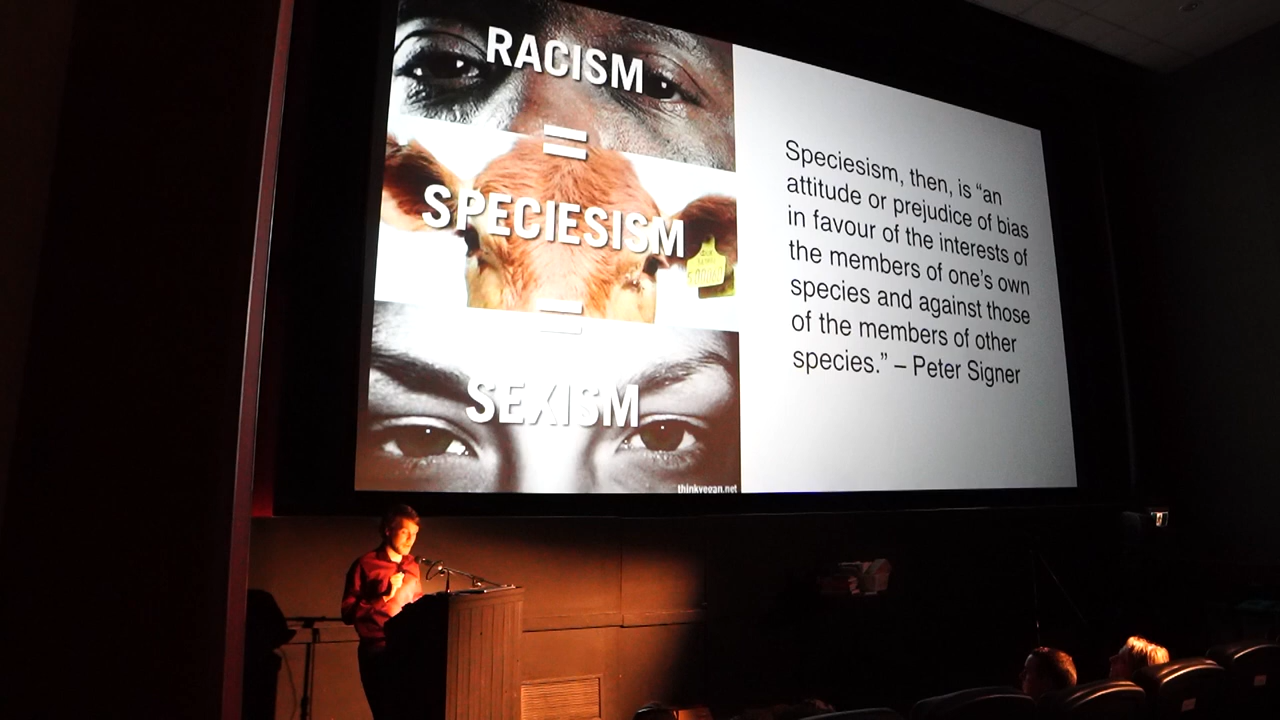 RACISM
=
SPECIESISM
=
SEXISM
thinkvegan.net
Speciesism, then, is “an
attitude or prejudice of bias
in favour of the interests of
the members of one’s own
species and against those
of the members of other
species.” – Peter Signer